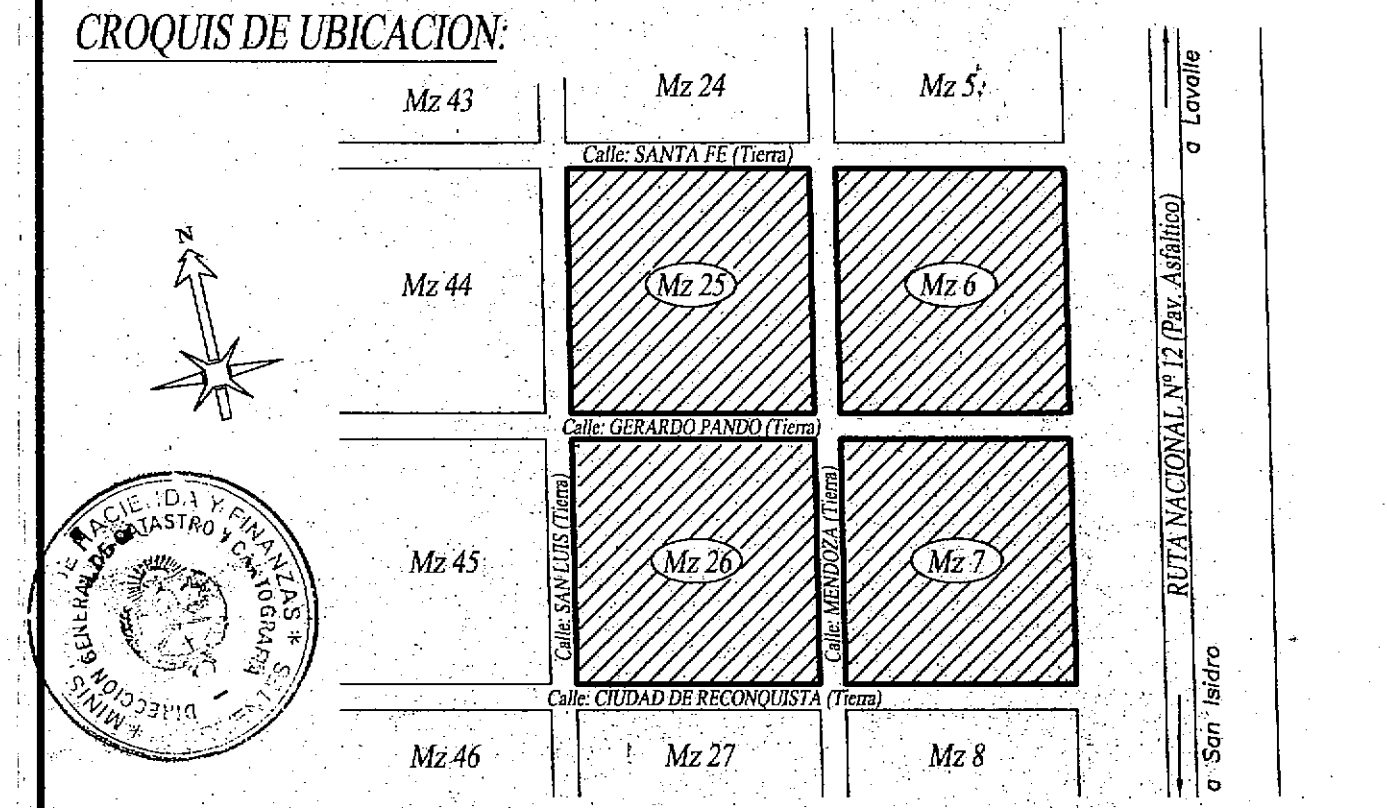 CROQUIS DE UBICACION:
Mz 43
Mz 24
Mz 5
a Lavalle
Calle: SANTA FE (Tierra)
N
Mz 44
Mz 25
Mz 6
RUTA NACIONAL Nº 12 (Pav. Asfáltico)
Calle: GERARDO PANDO (Tierra)
Calle: SAN LUIS (Tierra)
Calle: MENDOZA (Tierra)
Mz 45
Mz 26
Mz 7
HACIENDA Y FINANZAS *
DIRECCION GENERAL DE CATASTRO Y CARTOGRAFIA
* MINIS
Calle: CIUDAD DE RECONQUISTA (Tierra)
Mz 46
Mz 27
Mz 8
a San Isidro